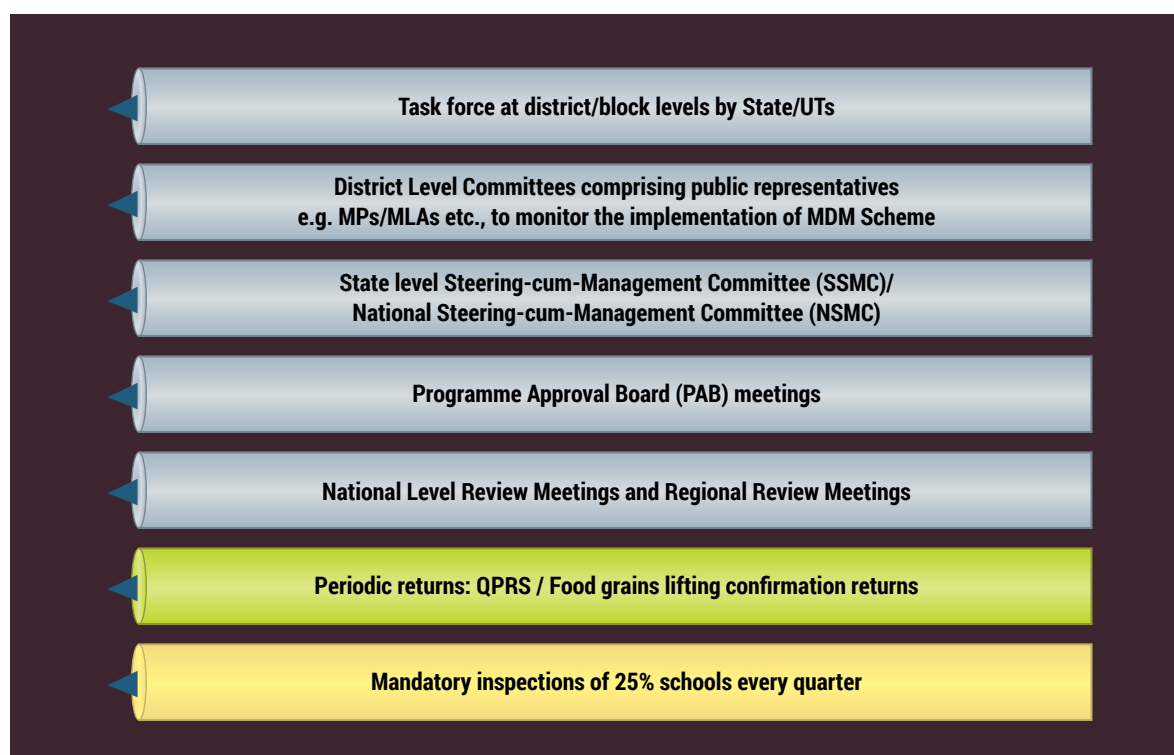 Task force at district/block levels by State/UTs
District Level Committees comprising public representatives
e.g. MPs/MLAs etc., to monitor the implementation of MDM Scheme
State level Steering-cum-Management Committee (SSMC)/
National Steering-cum-Management Committee (NSMC)
Programme Approval Board (PAB) meetings
National Level Review Meetings and Regional Review Meetings
Periodic returns: QPRS / Food grains lifting confirmation returns
Mandatory inspections of 25% schools every quarter